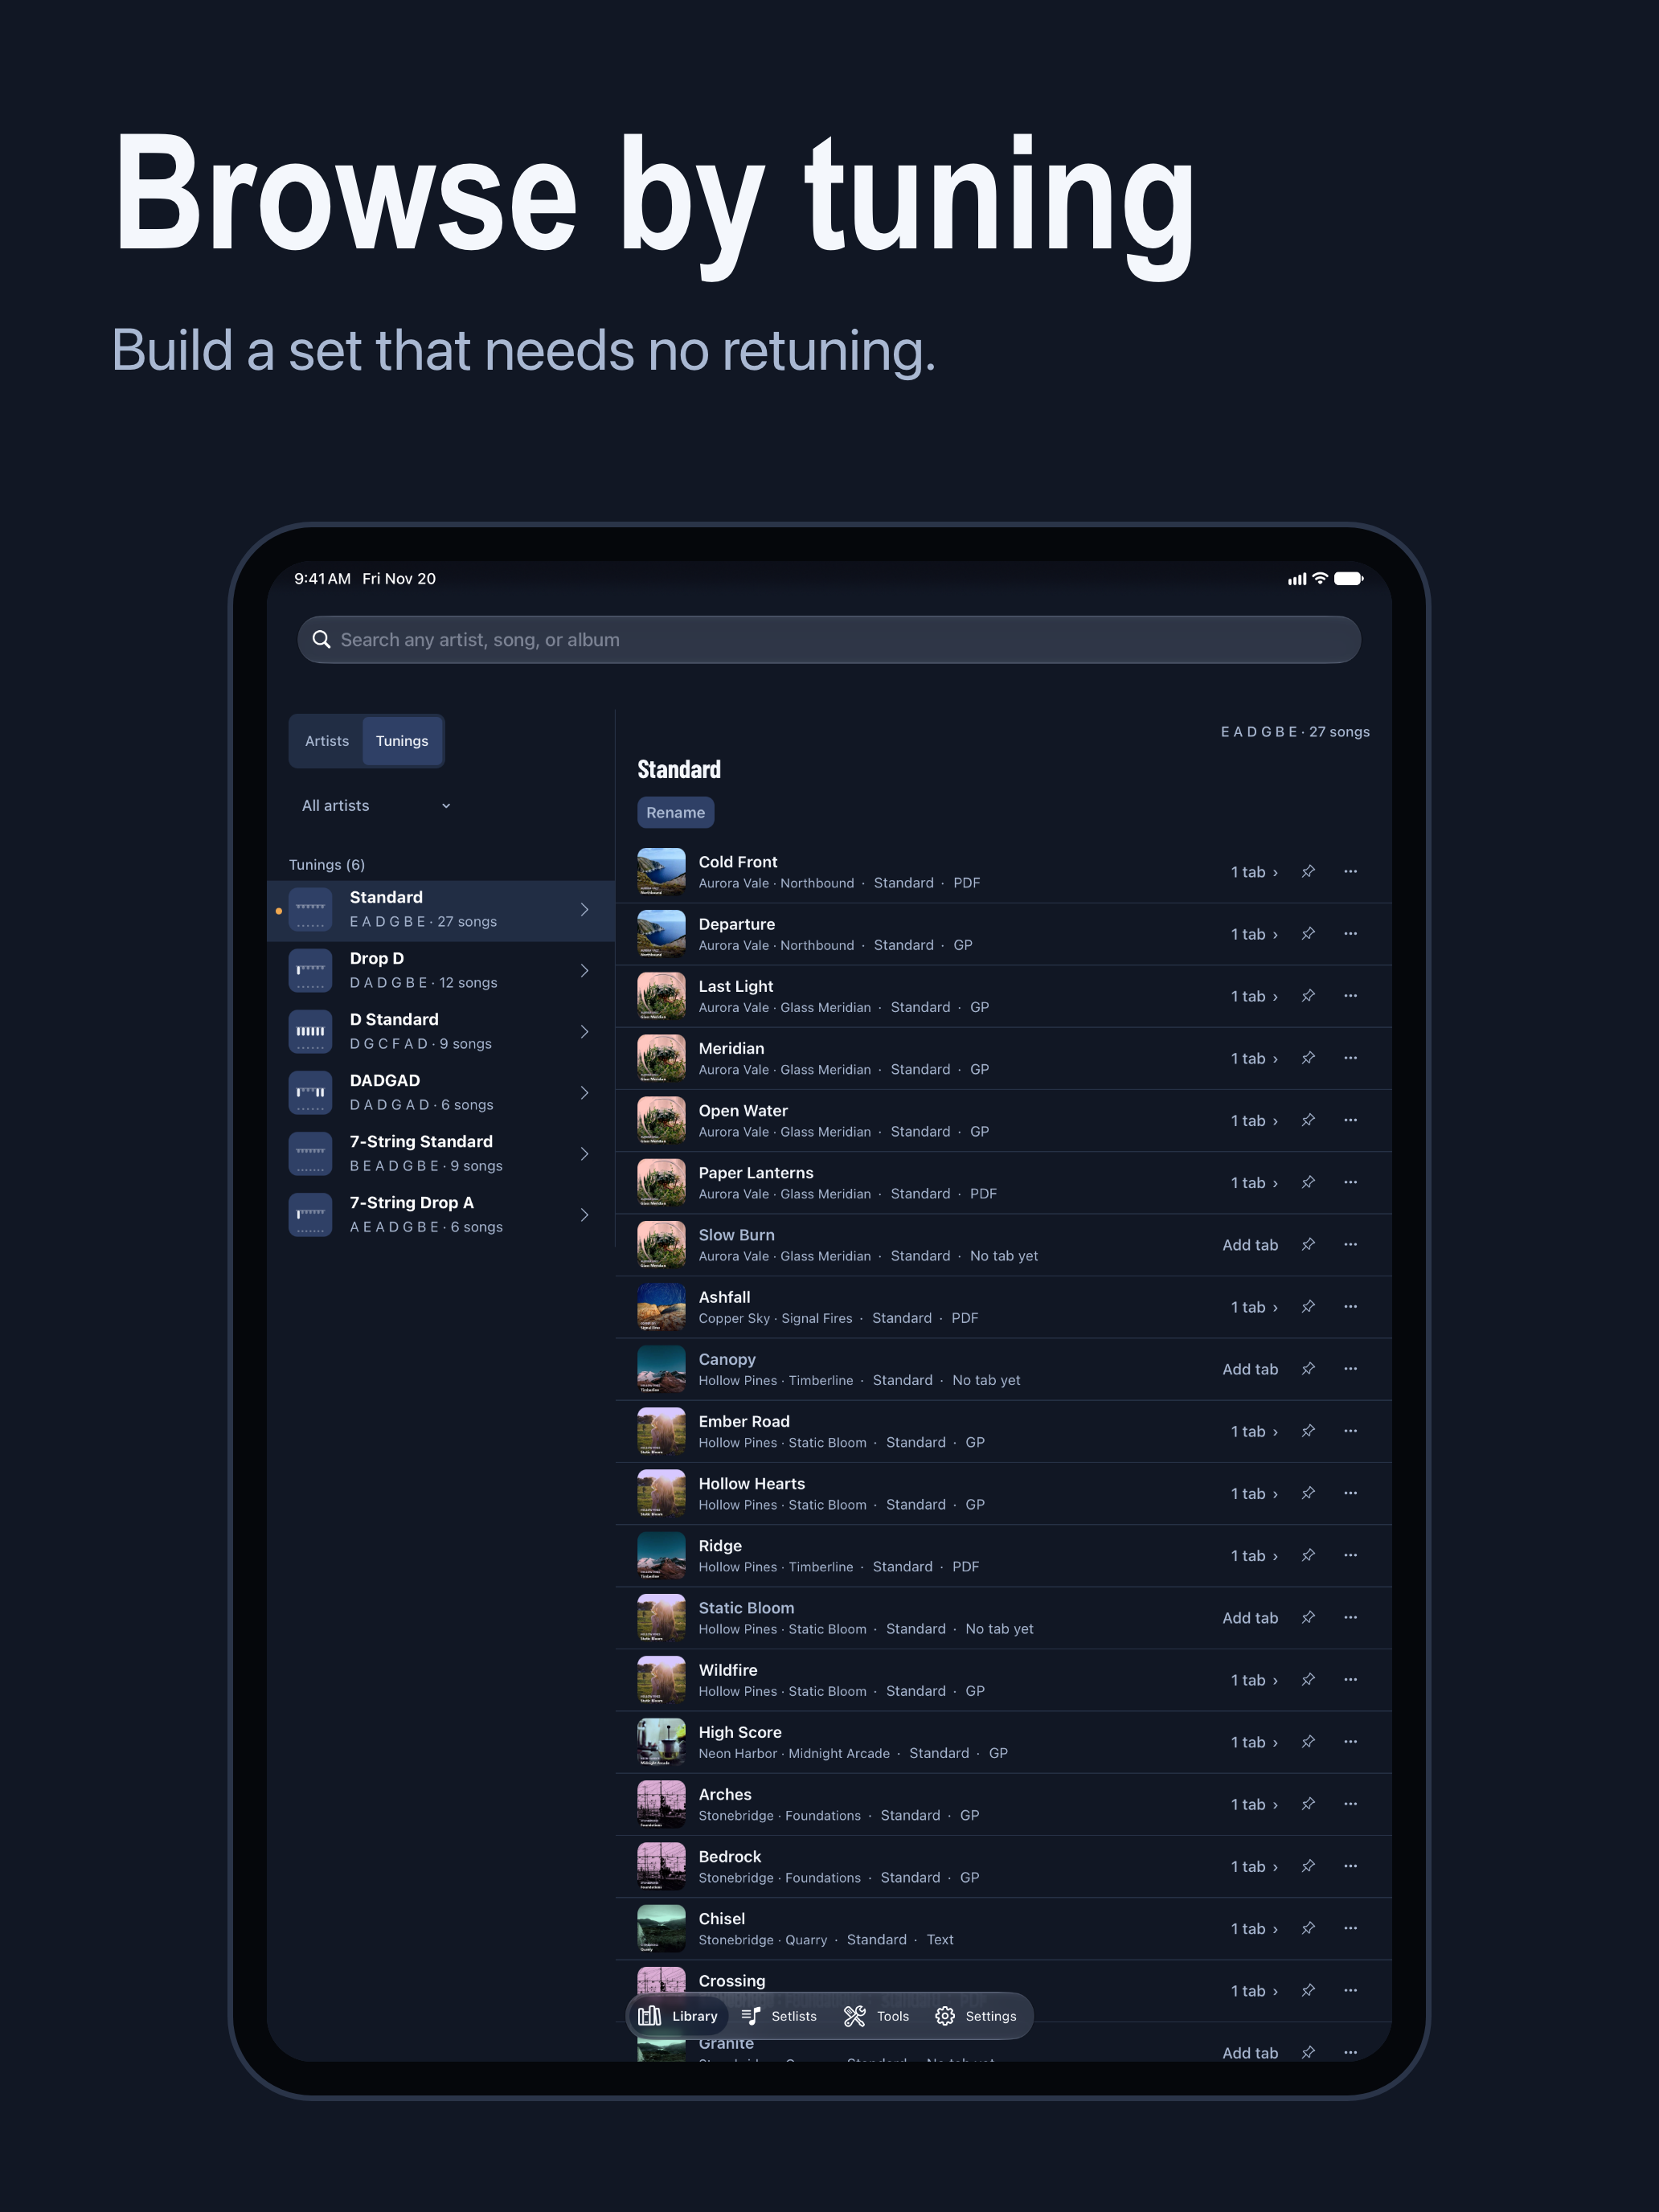 Browse by tuning
Build a set that needs no retuning.
9:41 AM Fri Nov 20
Search any artist, song, or album
Artists Tunings
All artists
Tunings (6)
Standard
E A D G B E · 27 songs
Drop D
D A D G B E · 12 songs
D Standard
D G C F A D · 9 songs
DADGAD
D A D G A D · 6 songs
7-String Standard
B E A D G B E · 9 songs
7-String Drop A
A E A D G B E · 6 songs
E A D G B E · 27 songs
Standard
Rename
Cold Front
Aurora Vale · Northbound · Standard · PDF
1 tab ›
Departure
Aurora Vale · Northbound · Standard · GP
1 tab ›
Last Light
Aurora Vale · Glass Meridian · Standard · GP
1 tab ›
Meridian
Aurora Vale · Glass Meridian · Standard · GP
1 tab ›
Open Water
Aurora Vale · Glass Meridian · Standard · GP
1 tab ›
Paper Lanterns
Aurora Vale · Glass Meridian · Standard · PDF
1 tab ›
Slow Burn
Aurora Vale · Glass Meridian · Standard · No tab yet
Add tab
Ashfall
Copper Sky · Signal Fires · Standard · PDF
1 tab ›
Canopy
Hollow Pines · Timberline · Standard · No tab yet
Add tab
Ember Road
Hollow Pines · Static Bloom · Standard · GP
1 tab ›
Hollow Hearts
Hollow Pines · Static Bloom · Standard · GP
1 tab ›
Ridge
Hollow Pines · Timberline · Standard · PDF
1 tab ›
Static Bloom
Hollow Pines · Static Bloom · Standard · No tab yet
Add tab
Wildfire
Hollow Pines · Static Bloom · Standard · GP
1 tab ›
High Score
Neon Harbor · Midnight Arcade · Standard · GP
1 tab ›
Arches
Stonebridge · Foundations · Standard · GP
1 tab ›
Bedrock
Stonebridge · Foundations · Standard · GP
1 tab ›
Chisel
Stonebridge · Quarry · Standard · Text
1 tab ›
Crossing
1 tab ›
Library Setlists Tools Settings
Granite
Add tab